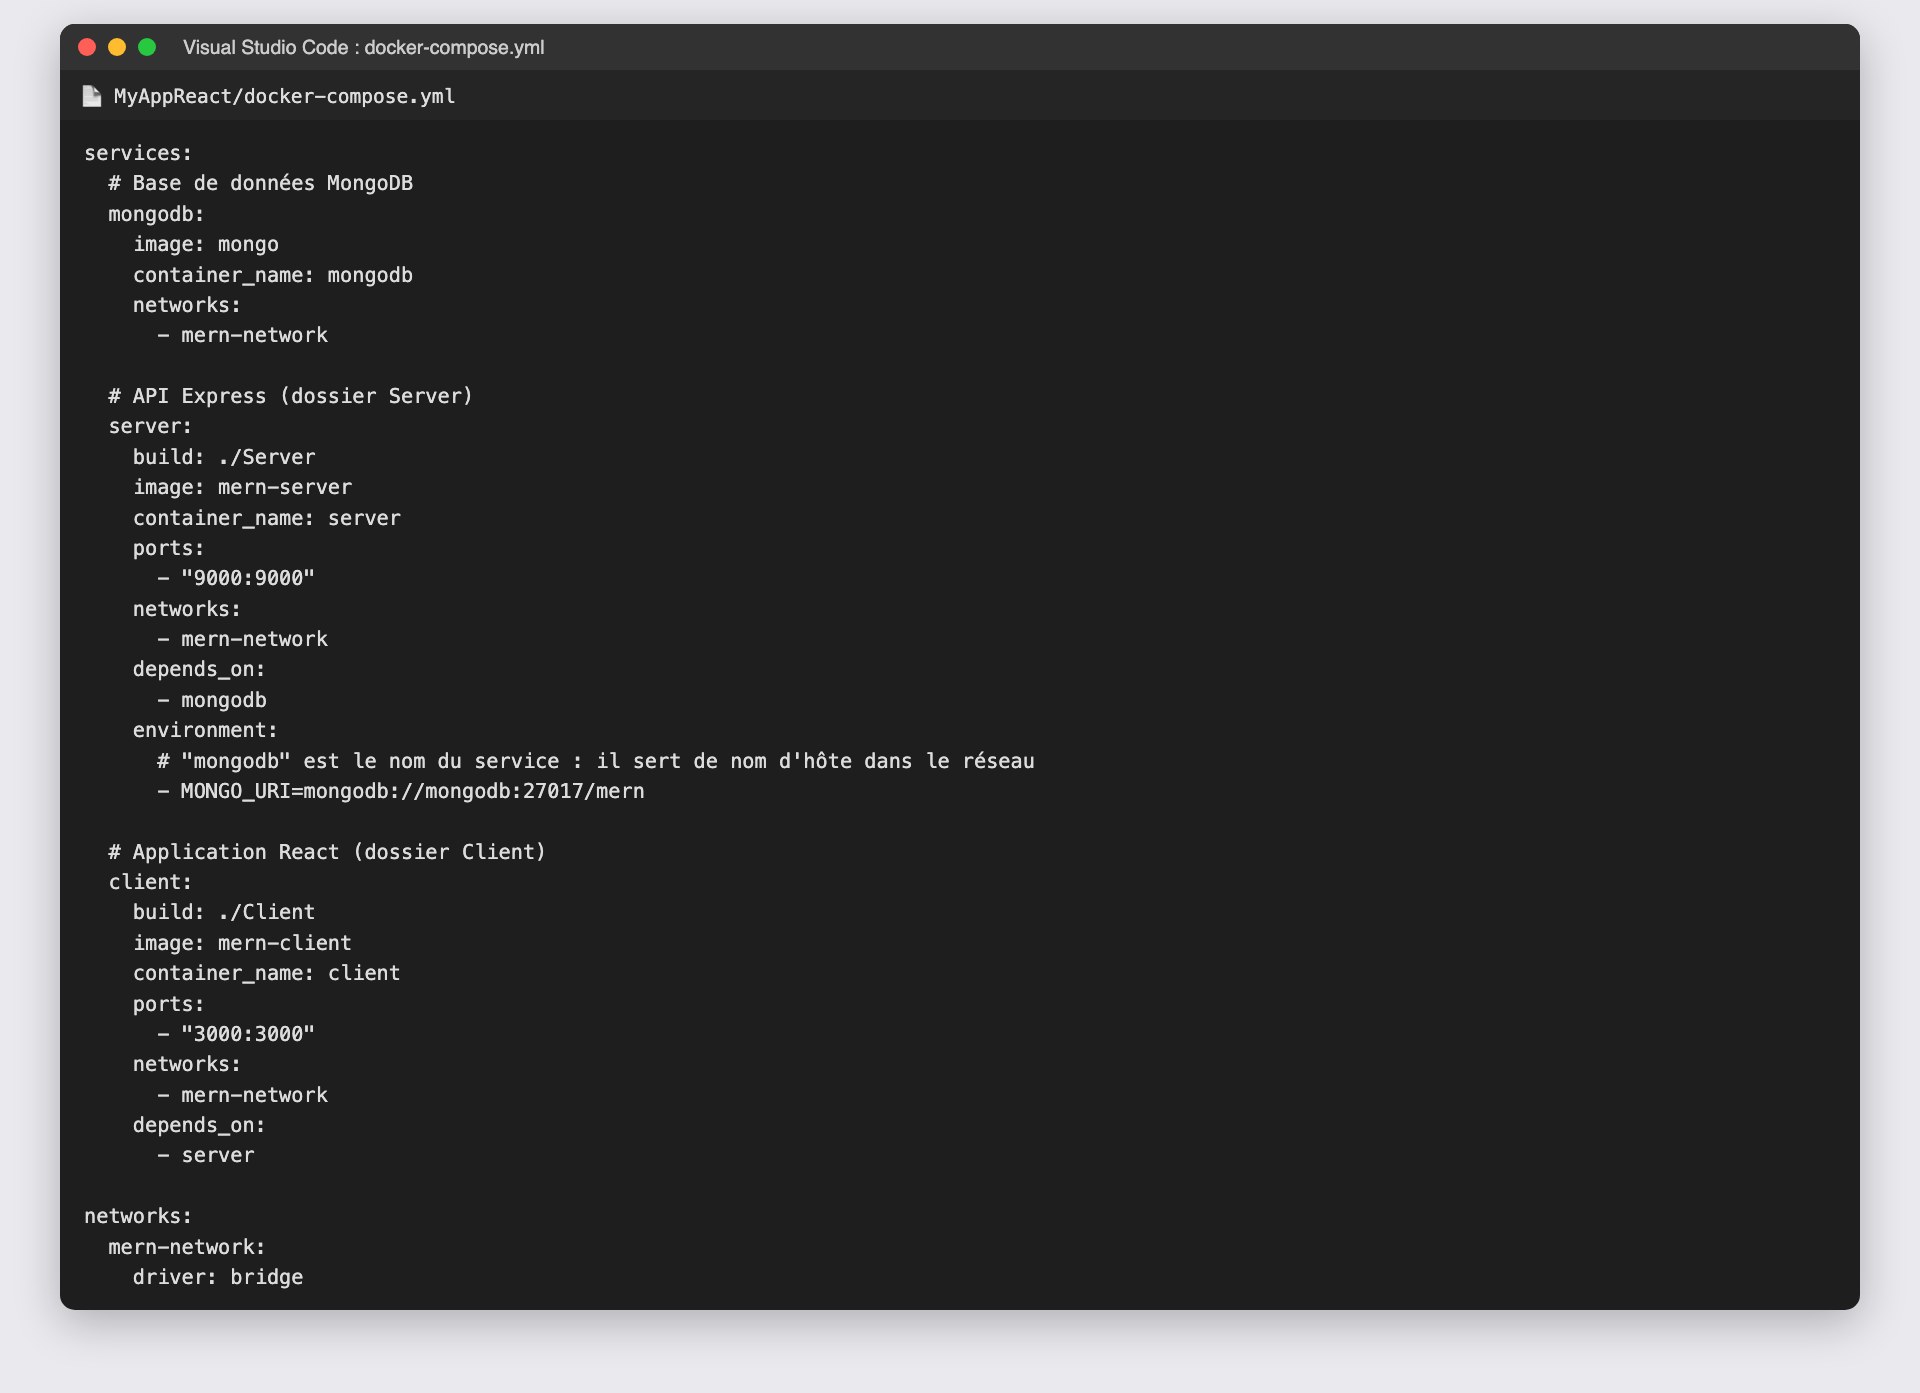 Visual Studio Code : docker-compose.yml
MyAppReact/docker-compose.yml
services:
  # Base de données MongoDB
  mongodb:
    image: mongo
    container_name: mongodb
    networks:
      - mern-network

  # API Express (dossier Server)
  server:
    build: ./Server
    image: mern-server
    container_name: server
    ports:
      - "9000:9000"
    networks:
      - mern-network
    depends_on:
      - mongodb
    environment:
      # "mongodb" est le nom du service : il sert de nom d'hôte dans le réseau
      - MONGO_URI=mongodb://mongodb:27017/mern

  # Application React (dossier Client)
  client:
    build: ./Client
    image: mern-client
    container_name: client
    ports:
      - "3000:3000"
    networks:
      - mern-network
    depends_on:
      - server

networks:
  mern-network:
    driver: bridge